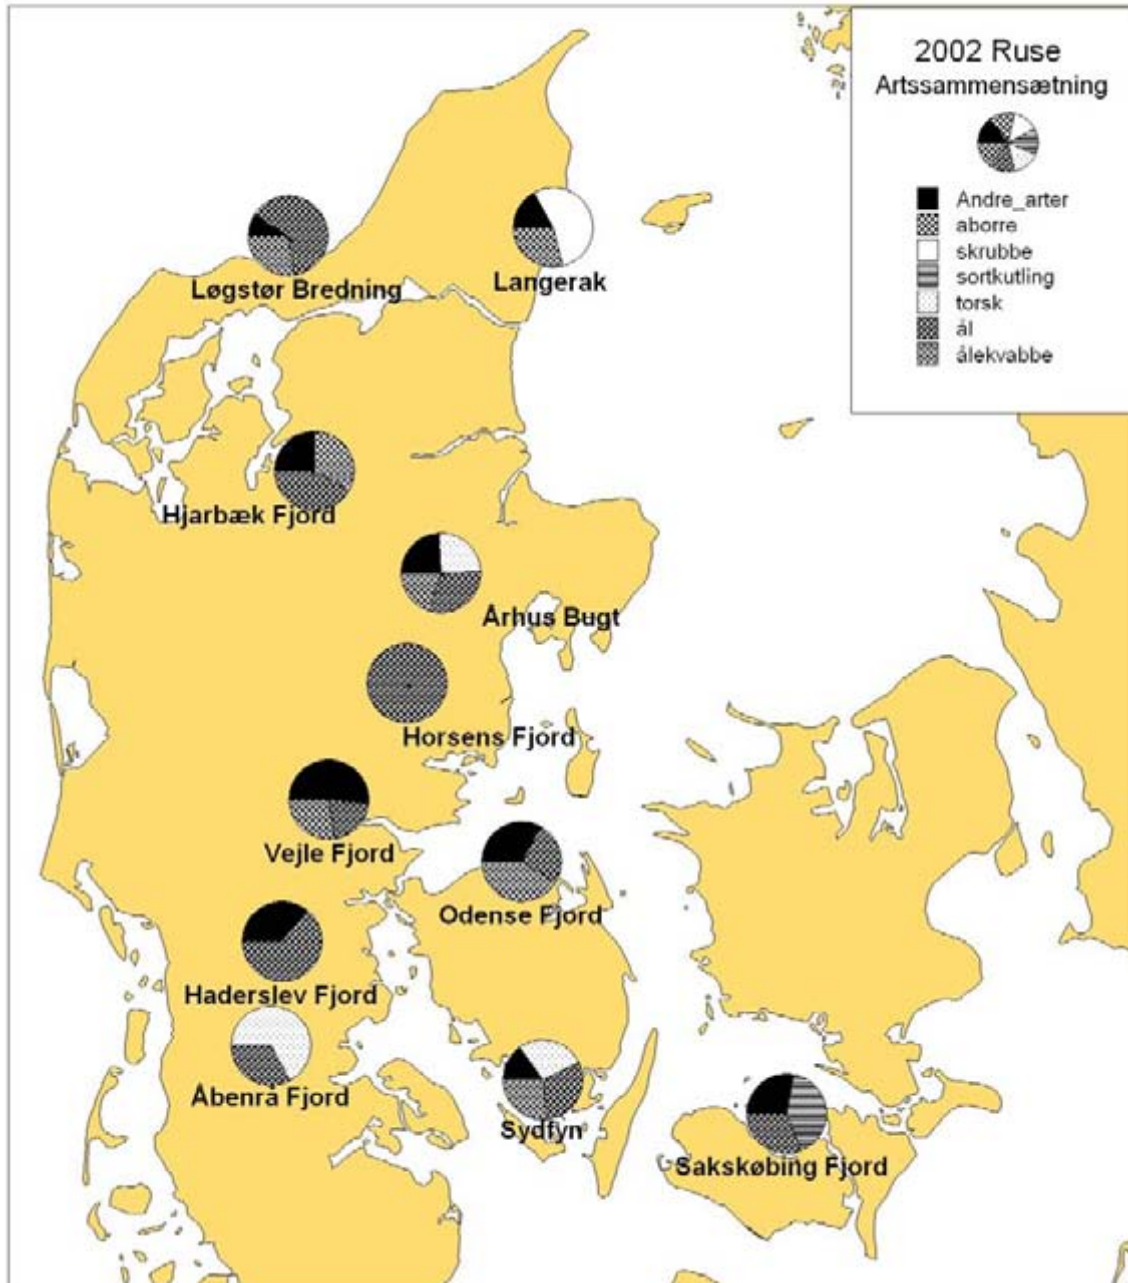 2002 Ruse
Artssammensætning
Andre_arter
aborre
skrubbe
sortkutling
torsk
ål
ålekvabbe
Løgstør Bredning
Langerak
Hjarbæk Fjord
Århus Bugt
Horsens Fjord
Vejle Fjord
Odense Fjord
Haderslev Fjord
Åbenrå Fjord
Sydfyn
Sakskøbing Fjord